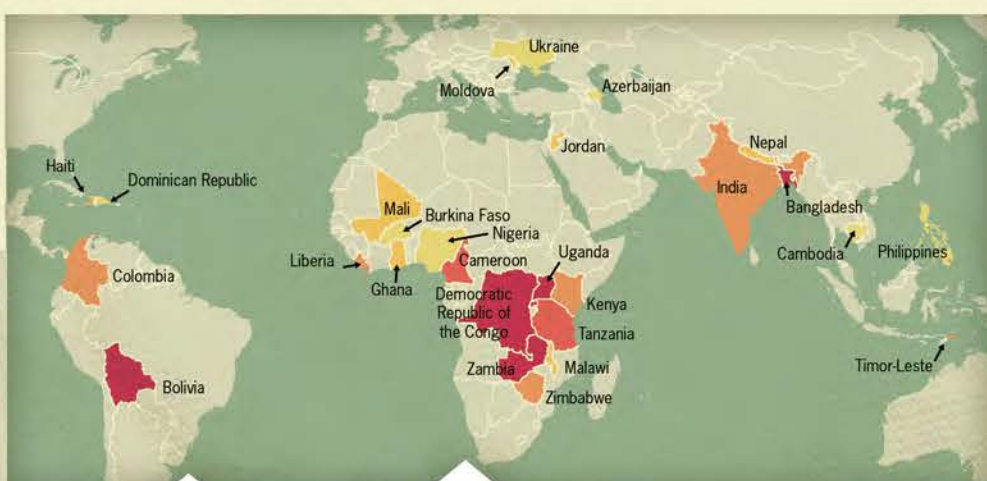 Ukraine
Moldova
Azerbaijan
Jordan
Nepal
Haiti
Dominican Republic
India
Mali
Burkina Faso
Nigeria
Bangladesh
Liberia
Cameroon
Uganda
Cambodia
Philippines
Colombia
Ghana
Democratic
Republic of
the Congo
Kenya
Tanzania
Timor-Leste
Zambia
Malawi
Bolivia
Zimbabwe